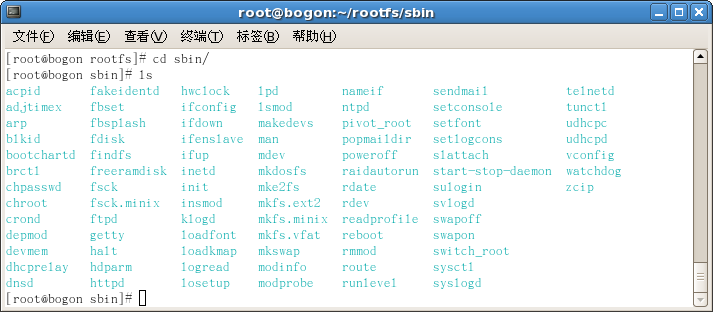 root@bogon:~/rootfs/sbin
文件(F) 编辑(E) 查看(V) 终端(T) 标签(B) 帮助(H)
[root@bogon rootfs]# cd sbin/
[root@bogon sbin]# ls
acpid fakeidentd hwclock lpd nameif sendmail telnetd
adjtimex fbset ifconfig lsmod ntpd setconsole tunctl
arp fbsplash ifdown makedevs pivot_root setfont udhcpc
blkid fdisk ifenslave man popmaildir setlogcons udhcpd
bootchartd findfs ifup mdev poweroff slattach vconfig
brctl freeramdisk inetd mkdosfs raidautorun start-stop-daemon watchdog
chpasswd fsck init mke2fs rdate sulogin zcip
chroot fsck.minix insmod mkfs.ext2 rdev svlogd
crond ftpd klogd mkfs.minix readprofile swapoff
depmod getty loadfont mkfs.vfat reboot swapon
devmem halt loadkmap mkswap rmmod switch_root
dhcprelay hdparm logread modinfo route sysctl
dnsd httpd losetup modprobe runlevel syslogd
[root@bogon sbin]#